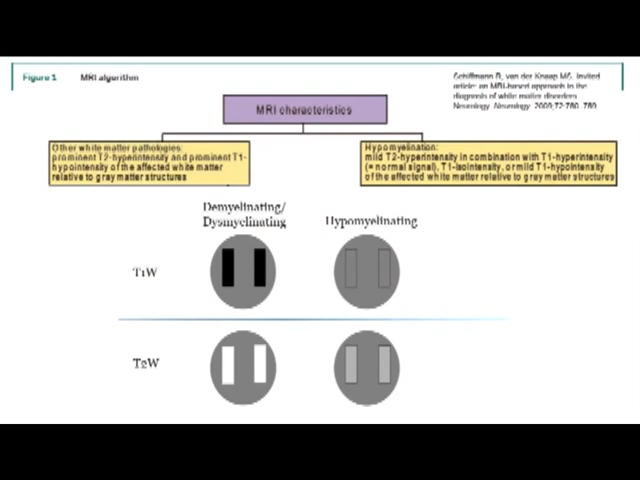 Figure 1 MRI algorithm
Schiffmann R, van der Knaap MS. Invited
article: an MRI-based approach to the
diagnosis of white matter disorders
Neurology. Neurology. 2009;72:750-759
MRI characteristics
Other white matter pathologies:
prominent T2-hyperintensity and prominent T1-
hypointensity of the affected white matter
relative to gray matter structures
Hypomyelination:
mild T2-hyperintensity in combination with T1-hyperintensity
(= normal signal), T1-isointensity, or mild T1-hypointensity
of the affected white matter relative to gray matter structures
Demyelinating/
Dysmyelinating
Hypomyelinating
T1W
T2W